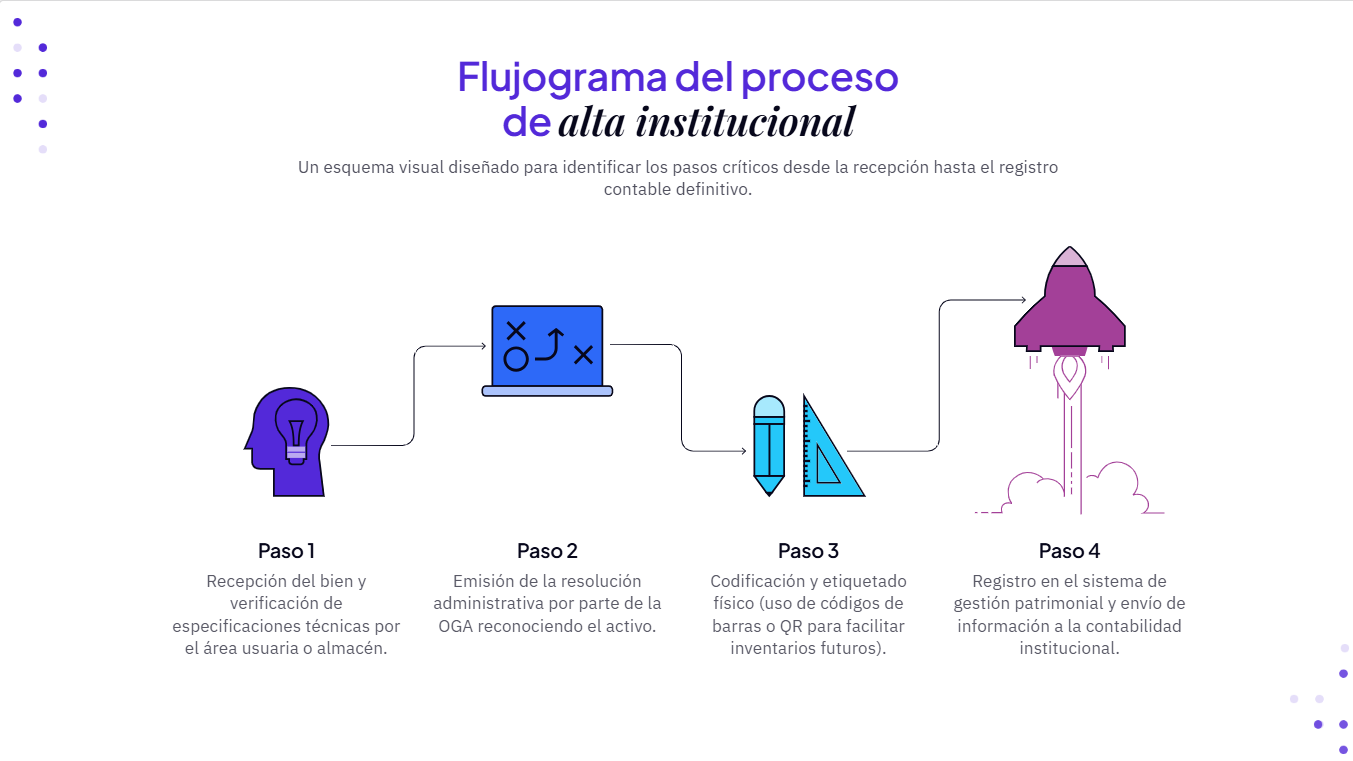 Flujograma del proceso
de alta institucional
Un esquema visual diseñado para identificar los pasos críticos desde la recepción hasta el registro
contable definitivo.
Paso 1
Recepción del bien y
verificación de
especificaciones técnicas por
el área usuaria o almacén.
Paso 2
Emisión de la resolución
administrativa por parte de la
OGA reconociendo el activo.
Paso 3
Codificación y etiquetado
físico (uso de códigos de
barras o QR para facilitar
inventarios futuros).
Paso 4
Registro en el sistema de
gestión patrimonial y envío de
información a la contabilidad
institucional.